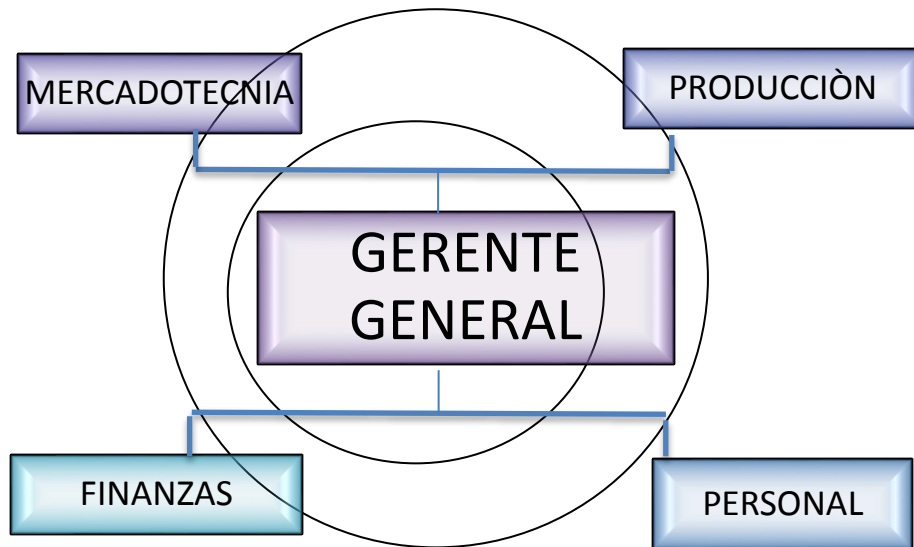 MERCADOTECNIA
PRODUCCIÒN
GERENTE
GENERAL
FINANZAS
PERSONAL